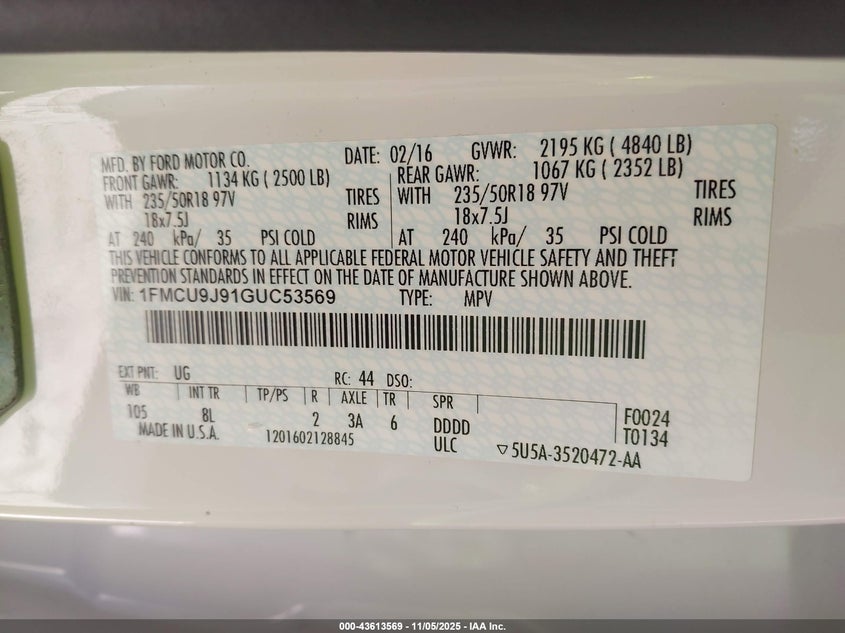 MFD. BY FORD MOTOR CO. DATE: 02/16 GVWR: 2195 KG ( 4840 LB)
FRONT GAWR: 1134 KG ( 2500 LB) REAR GAWR: 1067 KG ( 2352 LB)
WITH 235/50R18 97V TIRES WITH 235/50R18 97V TIRES
18x7.5J RIMS 18x7.5J RIMS
AT 240 kPa/ 35 PSI COLD AT 240 kPa/ 35 PSI COLD
THIS VEHICLE CONFORMS TO ALL APPLICABLE FEDERAL MOTOR VEHICLE SAFETY AND THEFT
PREVENTION STANDARDS IN EFFECT ON THE DATE OF MANUFACTURE SHOWN ABOVE.
VIN: 1FMCU9J91GUC53569 TYPE: MPV
EXT PNT: UG RC: 44 DSO:
WB INT TR TP/PS R AXLE TR SPR
105 8L 2 3A 6 DDDD F0024
MADE IN U.S.A. 1201602128845 ULC T0134
▽5U5A-3520472-AA
000-43613569 - 11/05/2025 - IAA Inc.